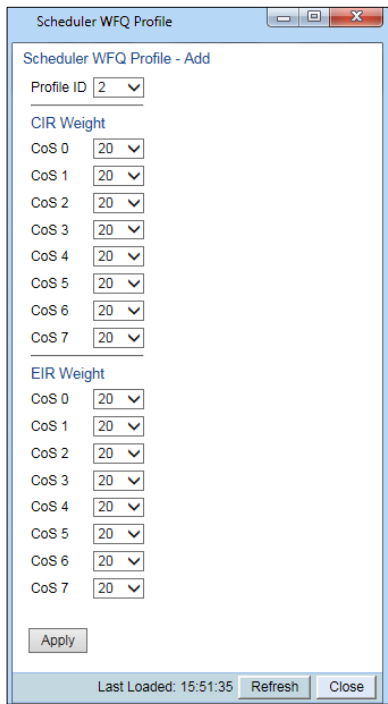 Scheduler WFQ Profile
Scheduler WFQ Profile - Add
Profile ID 2
CIR Weight
CoS 0 20
CoS 1 20
CoS 2 20
CoS 3 20
CoS 4 20
CoS 5 20
CoS 6 20
CoS 7 20
EIR Weight
CoS 0 20
CoS 1 20
CoS 2 20
CoS 3 20
CoS 4 20
CoS 5 20
CoS 6 20
CoS 7 20
Apply
Last Loaded: 15:51:35 Refresh Close